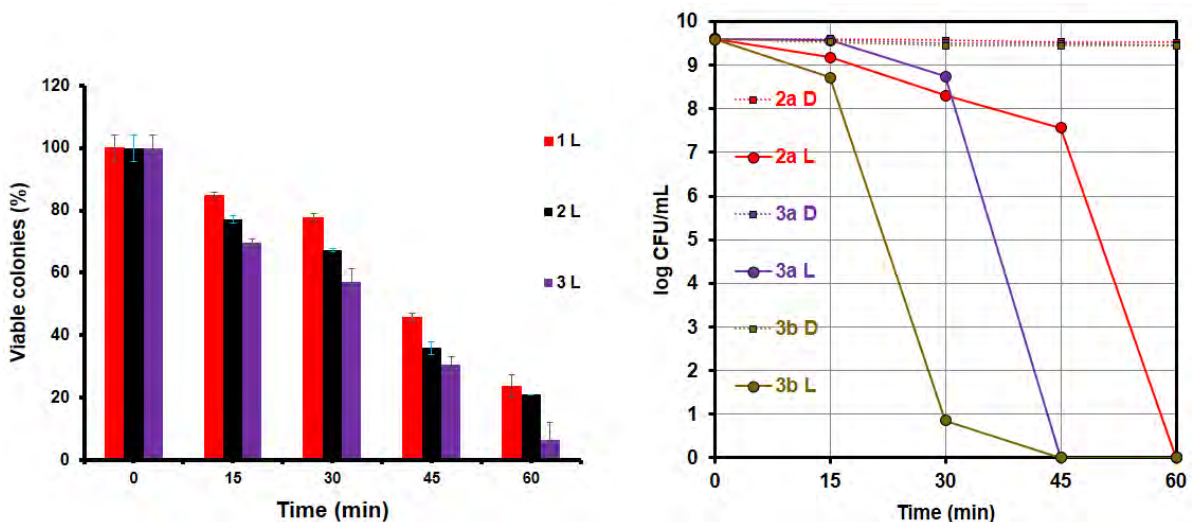 120
100
80
60
40
20
0
Viable colonies (%)
0 15 30 45 60
Time (min)
1 L
2 L
3 L
10
9
8
7
6
5
4
3
2
1
0
log CFU/mL
2a D
2a L
3a D
3a L
3b D
3b L
0 15 30 45 60
Time (min)